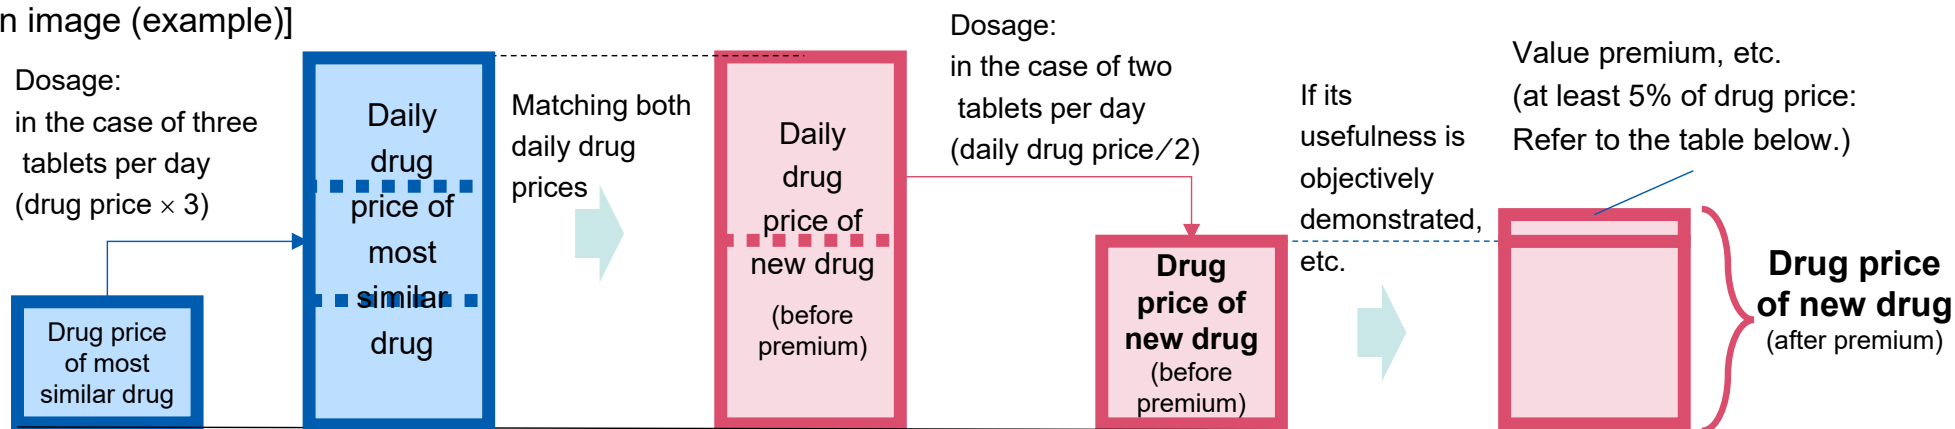 n image (example)]
Dosage:
in the case of three
tablets per day
(drug price × 3)
Drug price
of most
similar drug
Daily
drug
price of
most
similar
drug
Matching both
daily drug
prices
Daily
drug
price of
new drug
(before
premium)
Dosage:
in the case of two
tablets per day
(daily drug price/2)
Drug
price of
new drug
(before
premium)
If its
usefulness is
objectively
demonstrated,
etc.
Value premium, etc.
(at least 5% of drug price:
Refer to the table below.)
Drug price
of new drug
(after premium)